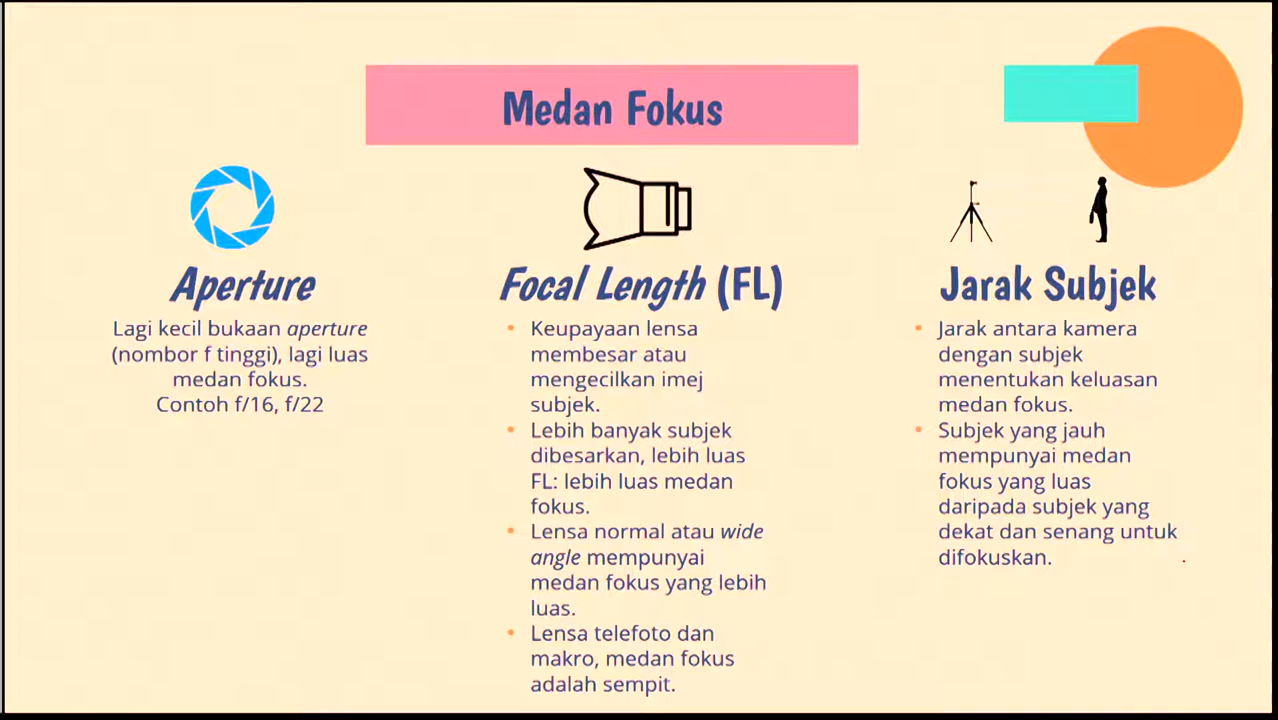 Medan Fokus
Aperture
Lagi kecil bukaan aperture
(nombor f tinggi), lagi luas
medan fokus.
Contoh f/16, f/22
Focal Length (FL)
• Keupayaan lensa
membesar atau
mengecilkan imej
subjek.
• Lebih banyak subjek
dibesarkan, lebih luas
FL: lebih luas medan
fokus.
• Lensa normal atau wide
angle mempunyai
medan fokus yang lebih
luas.
• Lensa telefoto dan
makro, medan fokus
adalah sempit.
Jarak Subjek
• Jarak antara kamera
dengan subjek
menentukan keluasan
medan fokus.
• Subjek yang jauh
mempunyai medan
fokus yang luas
daripada subjek yang
dekat dan senang untuk
difokuskan.